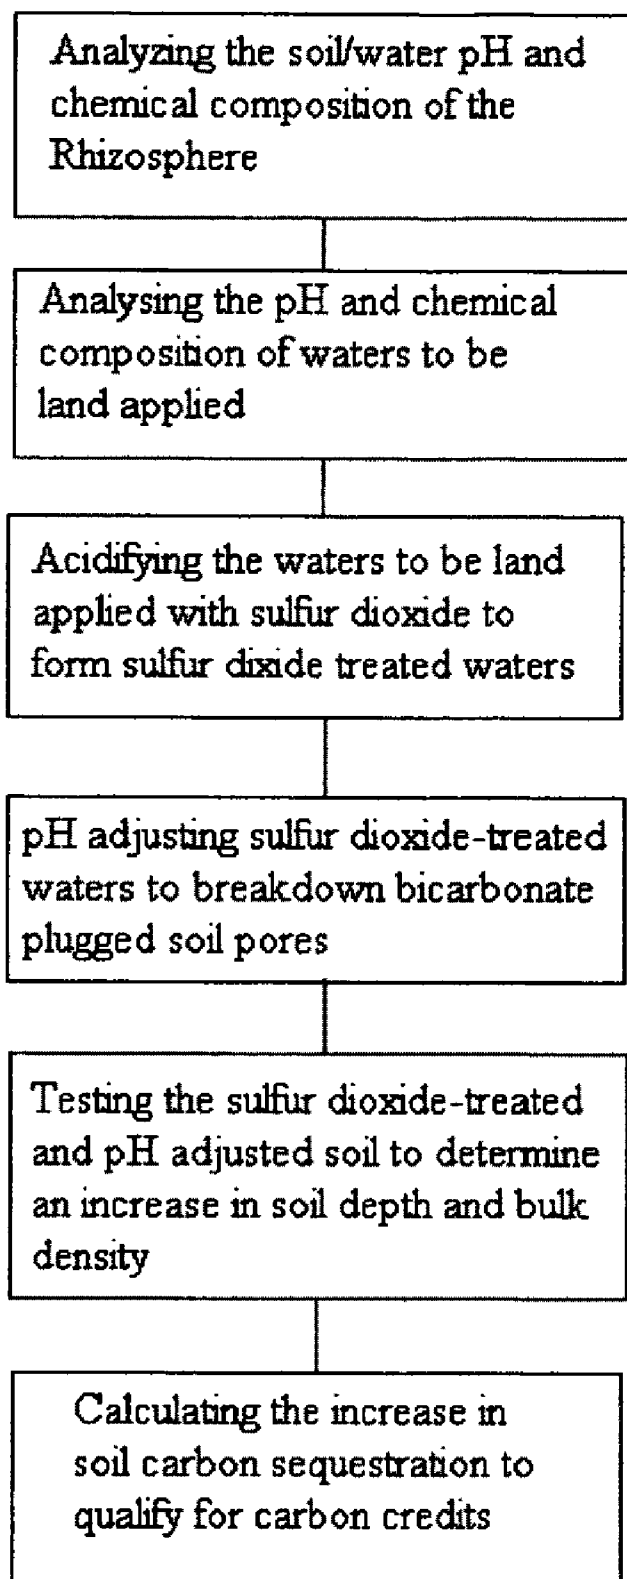 Analyzing the soil/water pH and
chemical composition of the
Rhizosphere
Analysing the pH and chemical
composition of waters to be
land applied
Acidifying the waters to be land
applied with sulfur dioxide to
form sulfur dixide treated waters
pH adjusting sulfur dioxide-treated
waters to breakdown bicarbonate
plugged soil pores
Testing the sulfur dioxide-treated
and pH adjusted soil to determine
an increase in soil depth and bulk
density
Calculating the increase in
soil carbon sequestration to
qualify for carbon credits